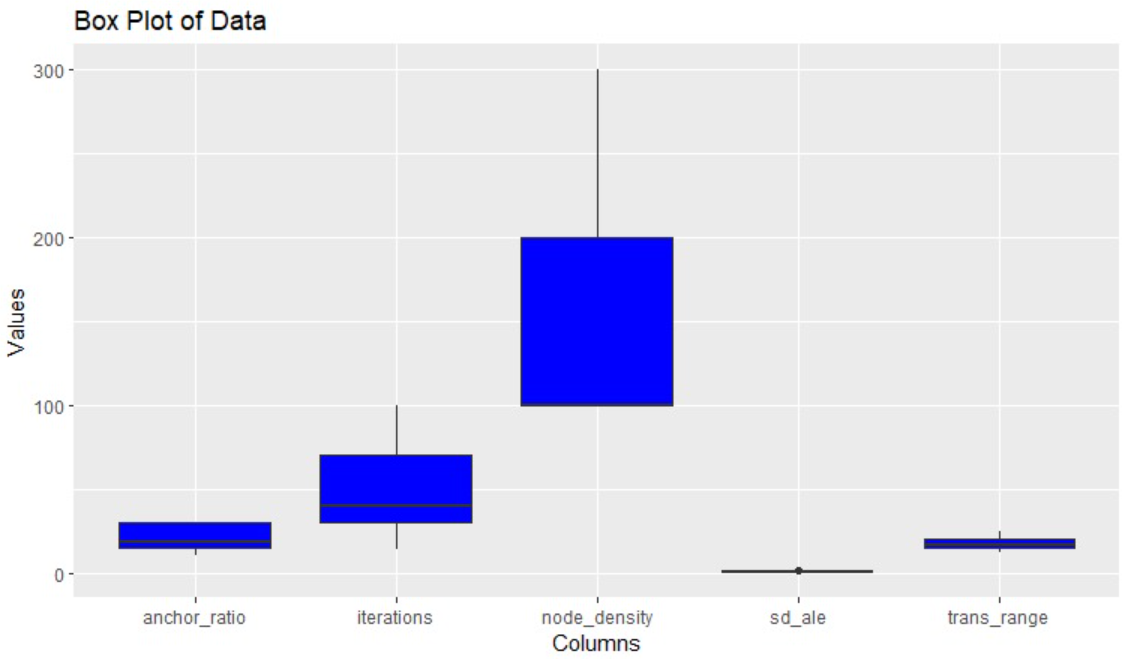 Box Plot of Data
300
200
100
0
Values
anchor_ratio iterations node_density sd_ale trans_range
Columns